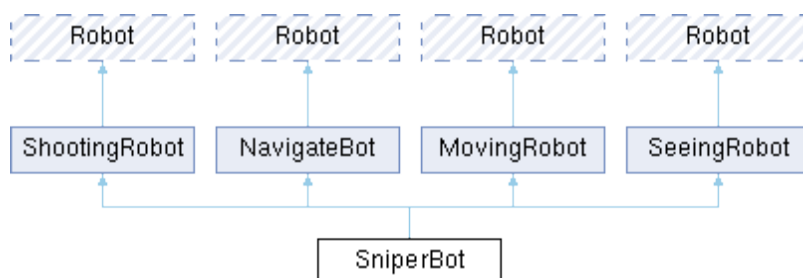 Robot
Robot
Robot
Robot
ShootingRobot
NavigateBot
MovingRobot
SeeingRobot
SniperBot